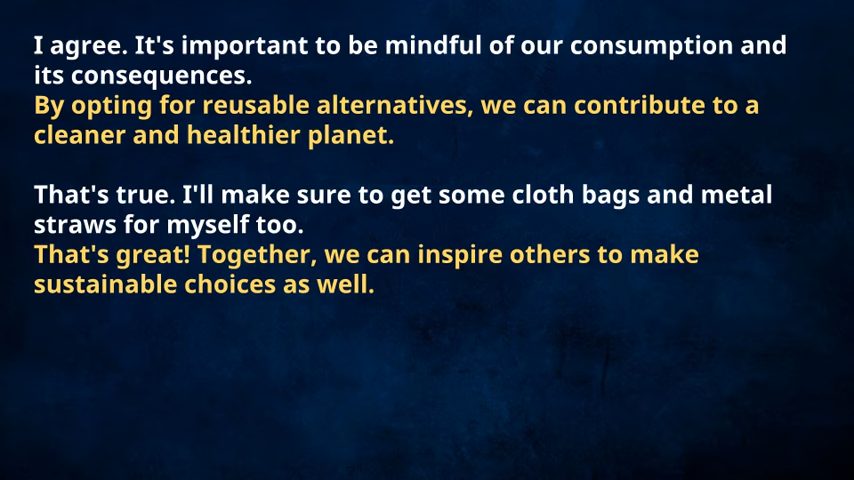 I agree. It's important to be mindful of our consumption and
its consequences.
By opting for reusable alternatives, we can contribute to a
cleaner and healthier planet.
That's true. I'll make sure to get some cloth bags and metal
straws for myself too.
That's great! Together, we can inspire others to make
sustainable choices as well.